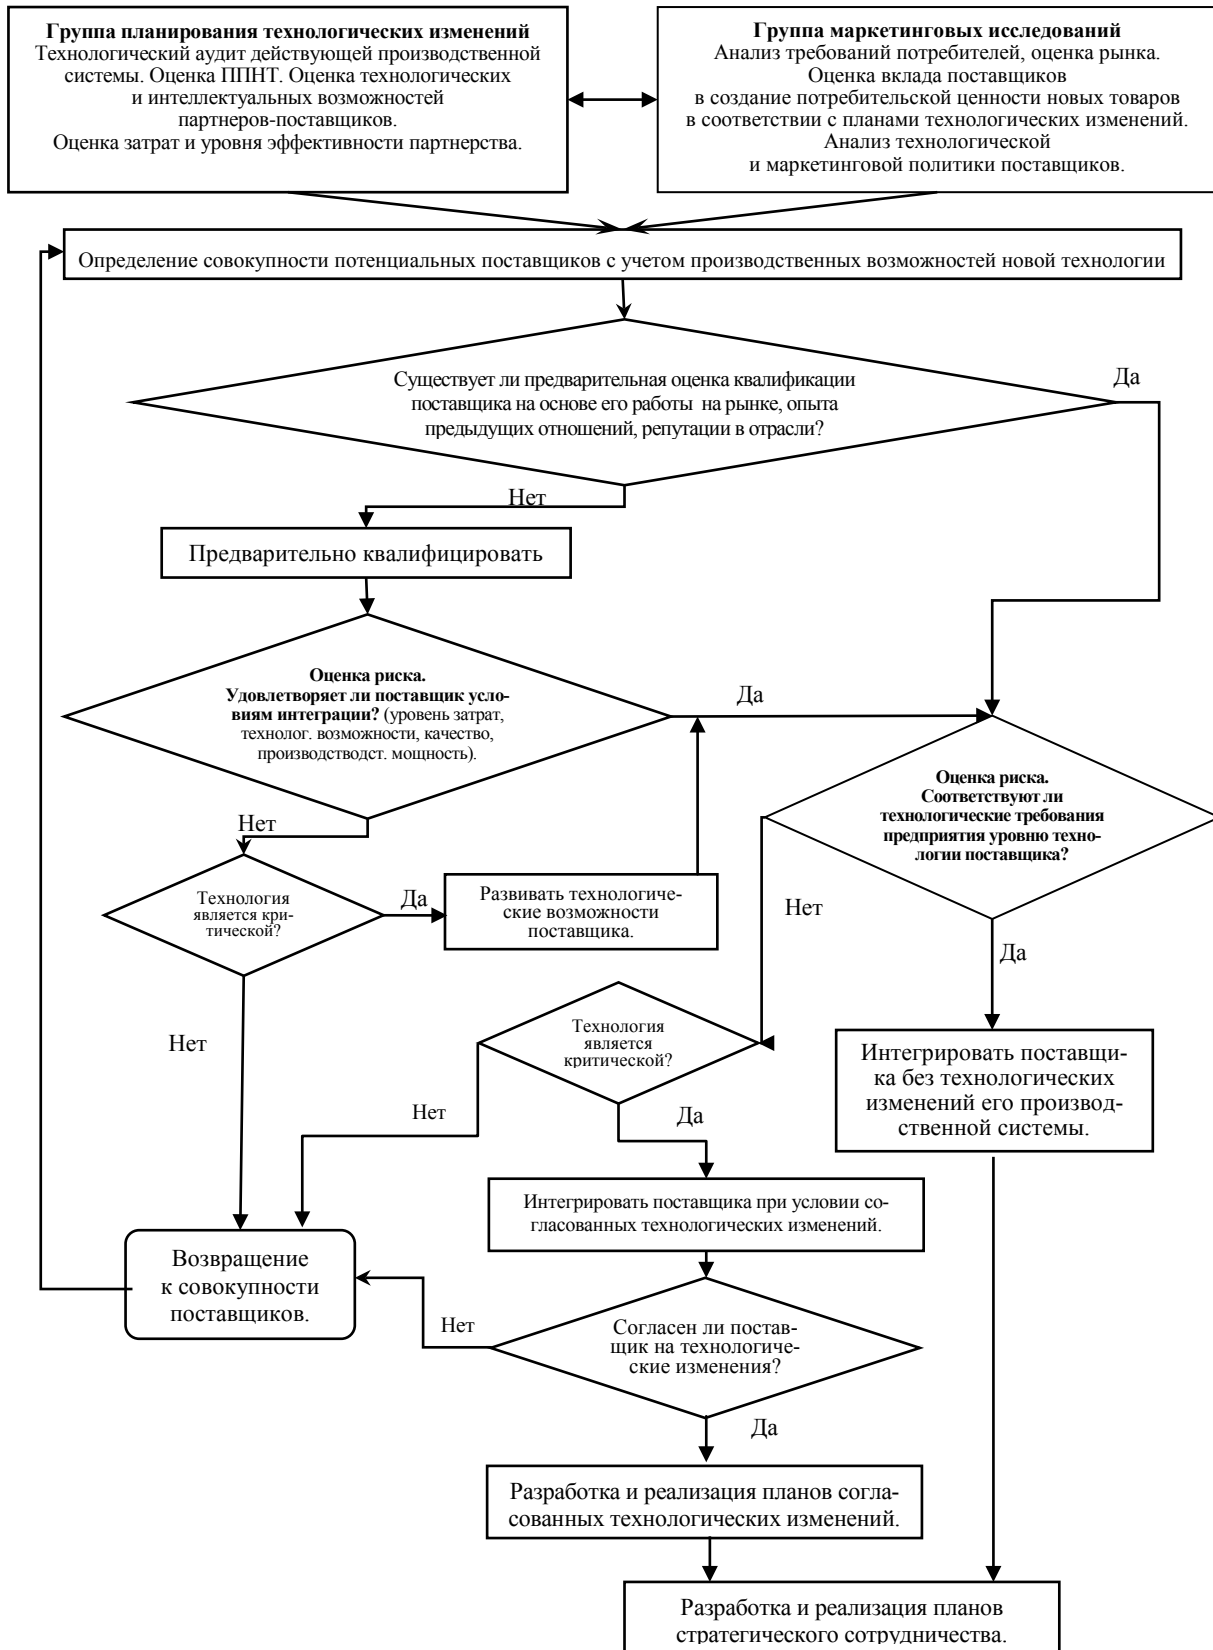 Группа планирования технологических изменений
Технологический аудит действующей производственной
системы. Оценка ППНТ. Оценка технологических
и интеллектуальных возможностей
партнеров-поставщиков.
Оценка затрат и уровня эффективности партнерства.
Группа маркетинговых исследований
Анализ требований потребителей, оценка рынка.
Оценка вклада поставщиков
в создание потребительской ценности новых товаров
в соответствии с планами технологических изменений.
Анализ технологической
и маркетинговой политики поставщиков.
Определение совокупности потенциальных поставщиков с учетом производственных возможностей новой технологии
Существует ли предварительная оценка квалификации
поставщика на основе его работы на рынке, опыта
предыдущих отношений, репутации в отрасли?
Да
Нет
Предварительно квалифицировать
Оценка риска.
Удовлетворяет ли поставщик усло-
виям интеграции? (уровень затрат,
технолог. возможности, качество,
производстводст. мощность).
Да
Нет
Оценка риска.
Соответствуют ли
технологические требования
предприятия уровню техно-
логии поставщика?
Технология
является кри-
тической?
Да
Развивать технологиче-
ские возможности
поставщика.
Нет
Да
Нет
Технология
является
критической?
Интегрировать поставщи-
ка без технологических
изменений его производ-
ственной системы.
Нет
Да
Интегрировать поставщика при условии со-
гласованных технологических изменений.
Возвращение
к совокупности
поставщиков.
Нет
Согласен ли постав-
щик на технологиче-
ские изменения?
Да
Разработка и реализация планов согла-
сованных технологических изменений.
Разработка и реализация планов
стратегического сотрудничества.